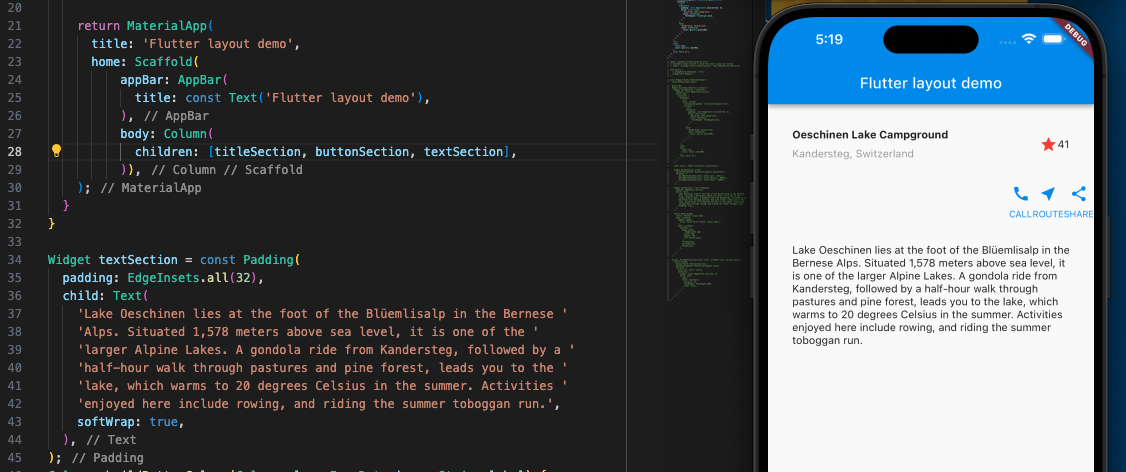 20
21 return MaterialApp(
22 title: 'Flutter layout demo',
23 home: Scaffold(
24 appBar: AppBar(
25 title: const Text('Flutter layout demo'),
26 ), // AppBar
27 body: Column(
28 children: [titleSection, buttonSection, textSection],
29 )), // Column // Scaffold
30 ); // MaterialApp
31 }
32 }
33
34 Widget textSection = const Padding(
35 padding: EdgeInsets.all(32),
36 child: Text(
37 'Lake Oeschinen lies at the foot of the Blüemlisalp in the Bernese '
38 'Alps. Situated 1,578 meters above sea level, it is one of the '
39 'larger Alpine Lakes. A gondola ride from Kandersteg, followed by a '
40 'half-hour walk through pastures and pine forest, leads you to the '
41 'lake, which warms to 20 degrees Celsius in the summer. Activities '
42 'enjoyed here include rowing, and riding the summer toboggan run.',
43 softWrap: true,
44 ), // Text
45 ); // Padding
5:19
DEBUG
Flutter layout demo
Oeschinen Lake Campground
Kandersteg, Switzerland
41
CALL ROUTE SHARE
Lake Oeschinen lies at the foot of the Blüemlisalp in the
Bernese Alps. Situated 1,578 meters above sea level, it
is one of the larger Alpine Lakes. A gondola ride from
Kandersteg, followed by a half-hour walk through
pastures and pine forest, leads you to the lake, which
warms to 20 degrees Celsius in the summer. Activities
enjoyed here include rowing, and riding the summer
toboggan run.